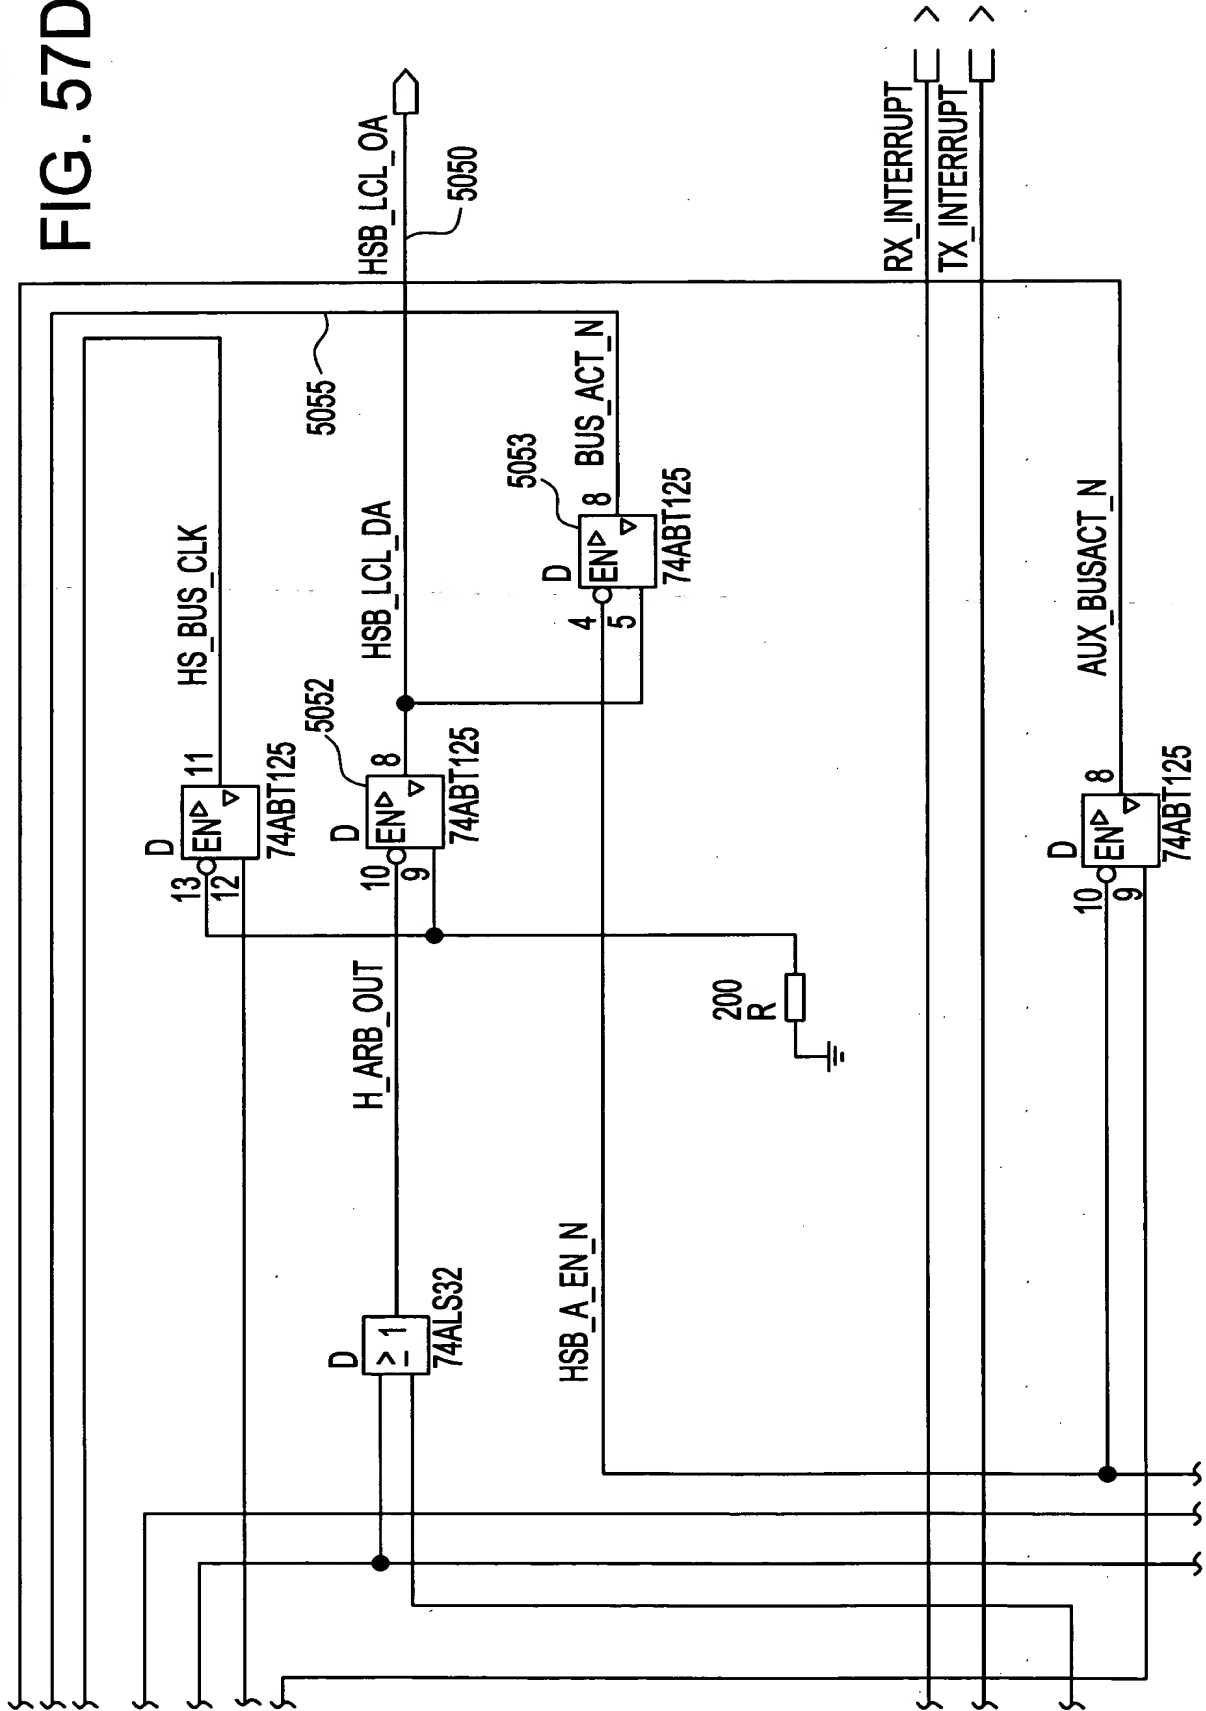 FIG. 57D
HS_BUS_CLK
D
13
12
EN
11
74ABT125
HSB_LCL_DA
HSB_LCL_OA
5050
5052
D
10
9
EN
8
74ABT125
H_ARB_OUT
D
≥1
74ALS32
5055
BUS_ACT_N
5053
D
4
5
EN
8
74ABT125
HSB_A_EN_N
200
R
RX_INTERRUPT
TX_INTERRUPT
AUX_BUSACT_N
D
10
9
EN
8
74ABT125